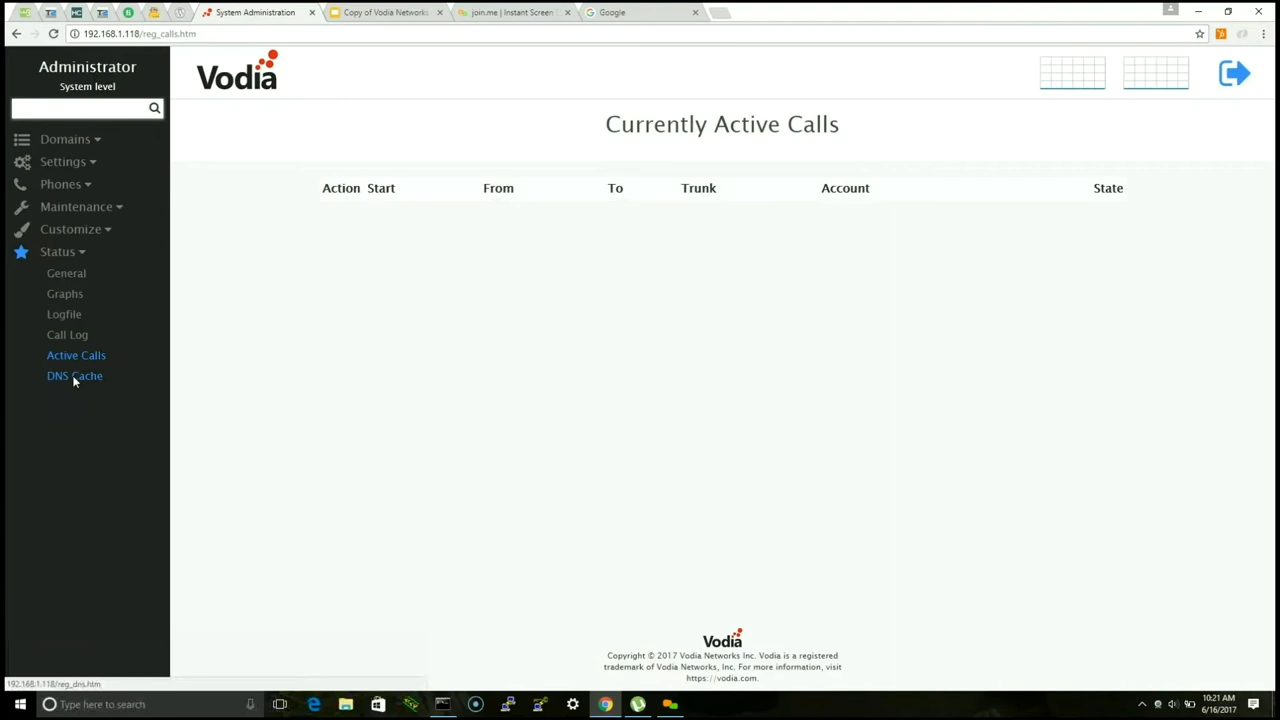 System Administration
Copy of Vodia Networks
join.me | Instant Screen
Google
192.168.1.118/reg_calls.htm
Administrator
System level
Domains
Settings
Phones
Maintenance
Customize
Status
General
Graphs
Logfile
Call Log
Active Calls
DNS Cache
Vodia
Currently Active Calls
Action Start From To Trunk Account State
Vodia
Copyright © 2017 Vodia Networks Inc. Vodia is a registered
trademark of Vodia Networks, Inc. For more information, visit
https://vodia.com.
192.168.1.118/reg_dns.htm
Type here to search
10:21 AM
6/16/2017